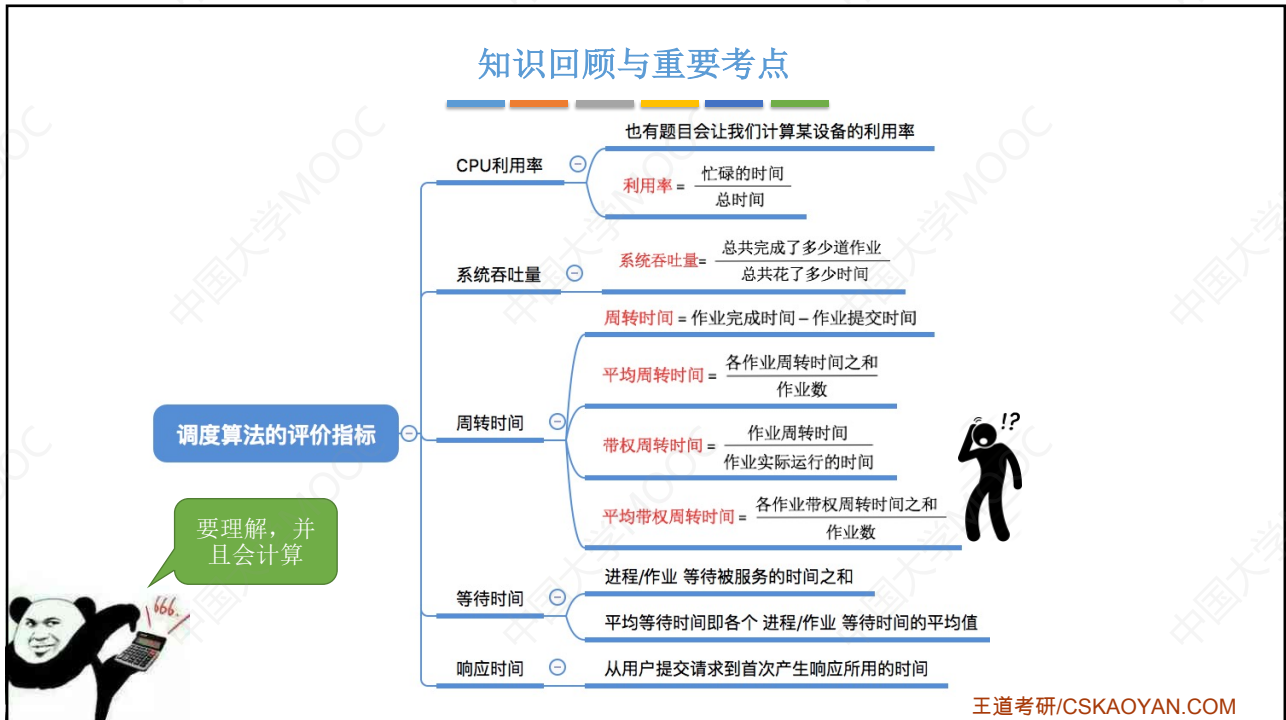 知识回顾与重要考点
调度算法的评价指标
CPU利用率
也有题目会让我们计算某设备的利用率
利用率 = 忙碌的时间
总时间
系统吞吐量
系统吞吐量= 总共完成了多少道作业
总共花了多少时间
周转时间
周转时间 = 作业完成时间 – 作业提交时间
平均周转时间 = 各作业周转时间之和
作业数
带权周转时间 = 作业周转时间
作业实际运行的时间
平均带权周转时间 = 各作业带权周转时间之和
作业数
等待时间
进程/作业 等待被服务的时间之和
平均等待时间即各个 进程/作业 等待时间的平均值
响应时间
从用户提交请求到首次产生响应所用的时间
要理解，并
且会计算
666.
!?
王道考研/CSKAOYAN.COM
中国大学MOOC